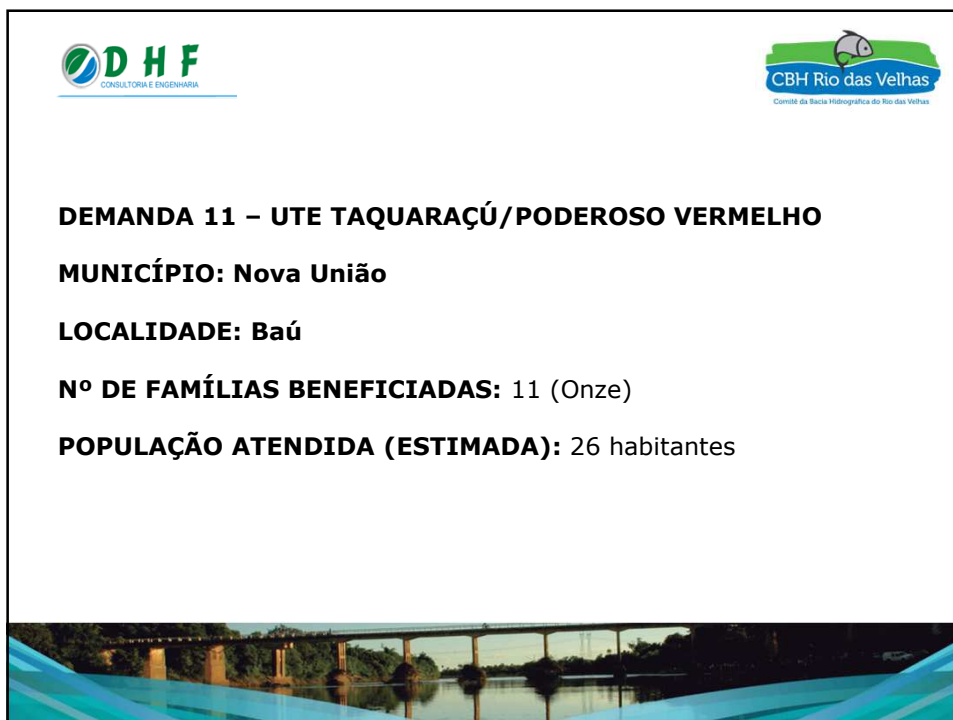 DHF
CONSULTORIA E ENGENHARIA
CBH Rio das Velhas
Comitê da Bacia Hidrográfica do Rio das Velhas
DEMANDA 11 – UTE TAQUARAÇÚ/PODEROSO VERMELHO
MUNICÍPIO: Nova União
LOCALIDADE: Baú
Nº DE FAMÍLIAS BENEFICIADAS: 11 (Onze)
POPULAÇÃO ATENDIDA (ESTIMADA): 26 habitantes